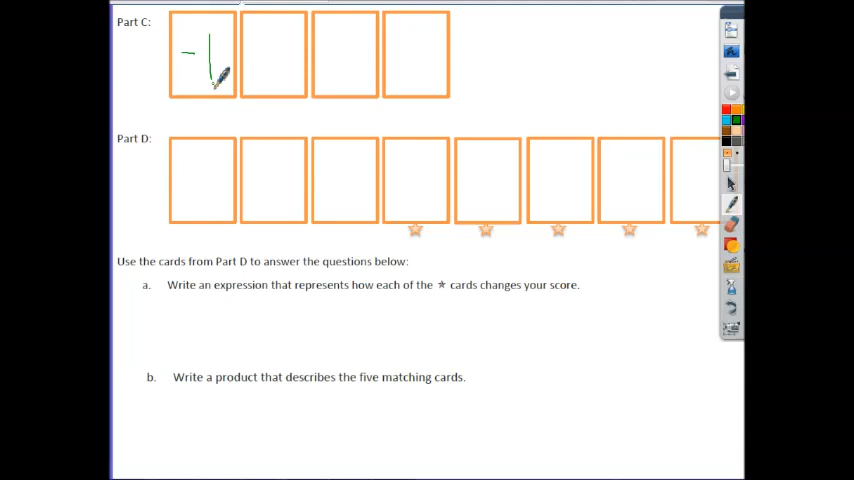 Part C:
-1
Part D:
Use the cards from Part D to answer the questions below:
a. Write an expression that represents how each of the ★ cards changes your score.
b. Write a product that describes the five matching cards.